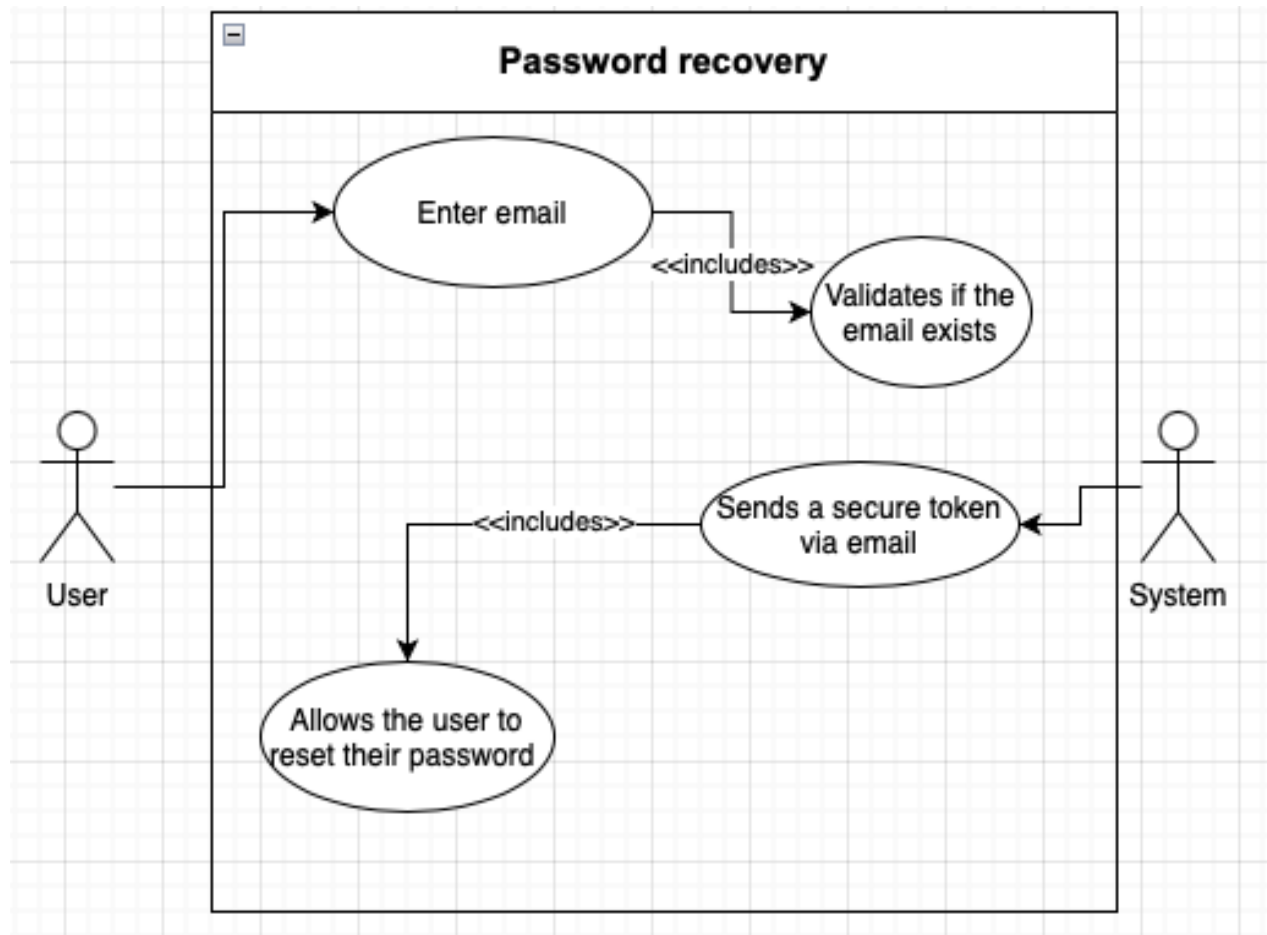 Password recovery
Enter email
<<includes>>
Validates if the
email exists
Sends a secure token
via email
<<includes>>
User
System
Allows the user to
reset their password